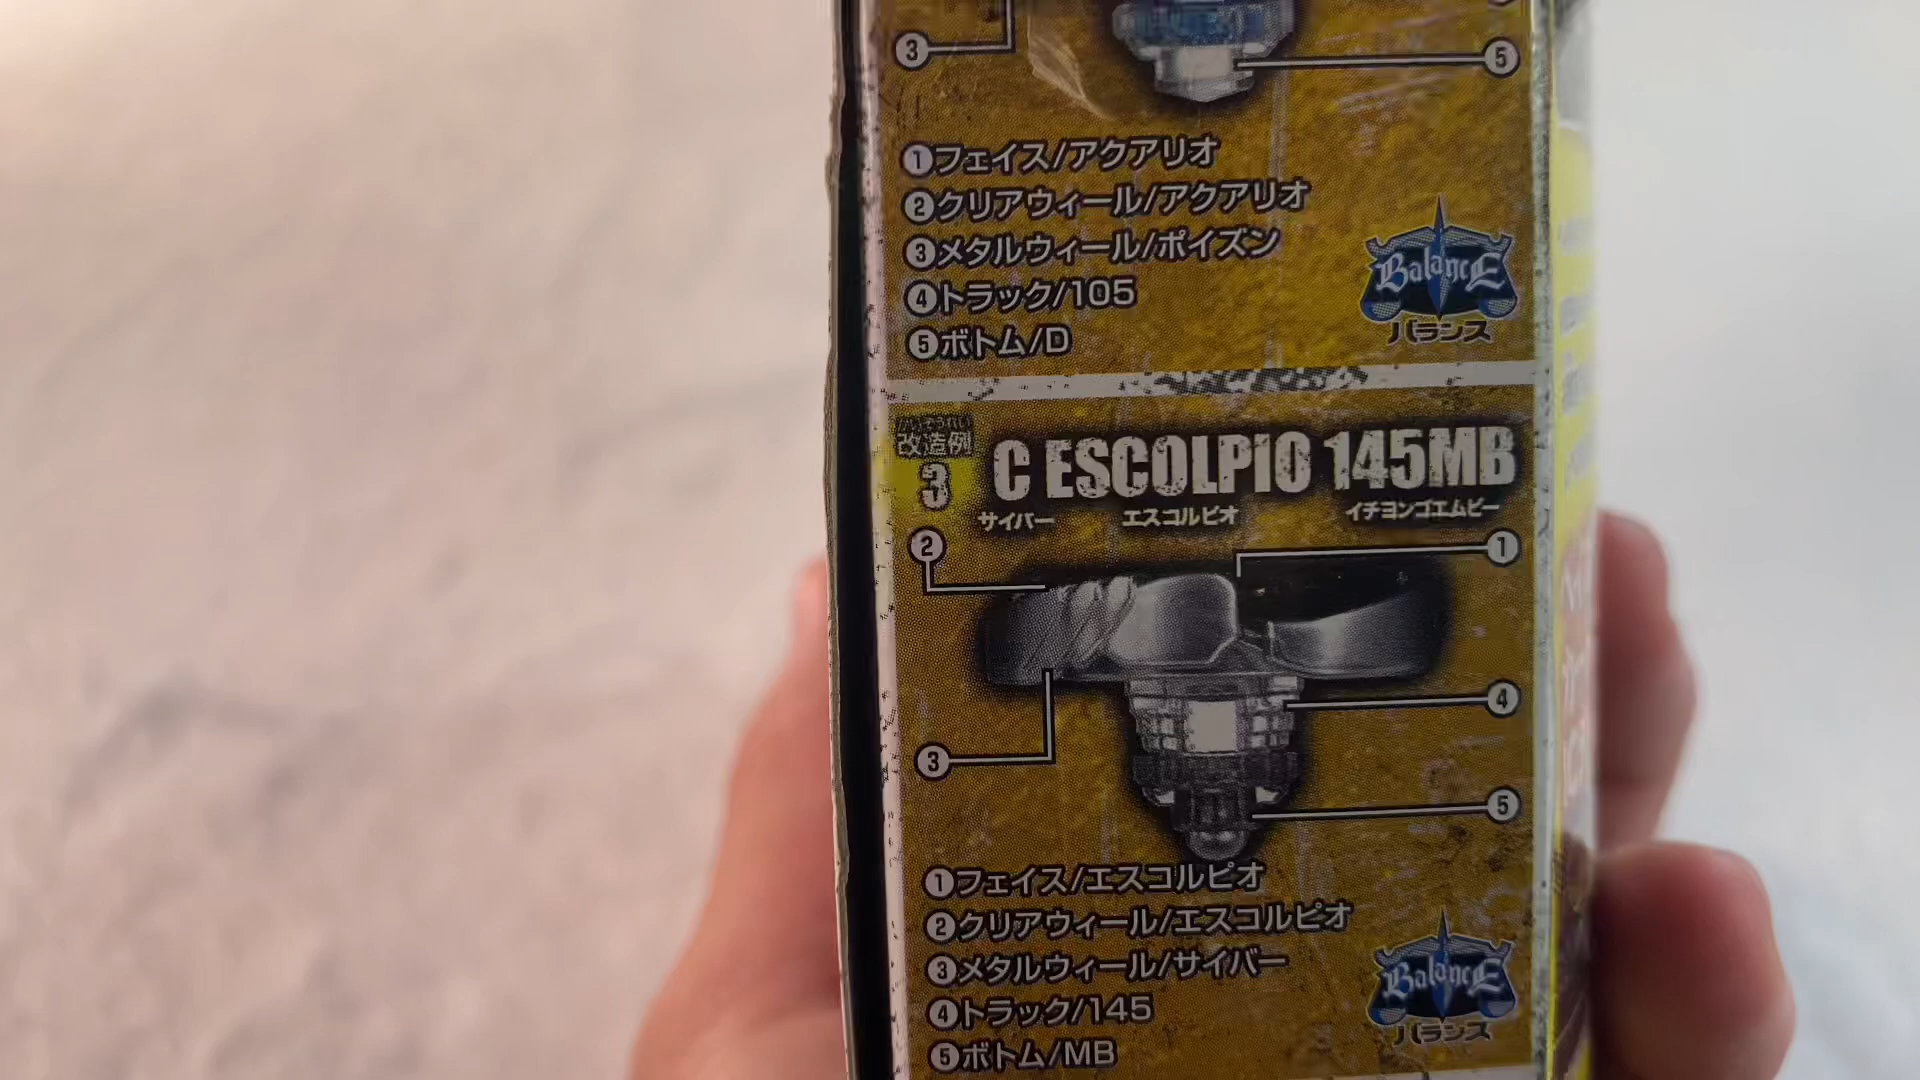 3
5
1フェイス/アクアリオ
2クリアウィール/アクアリオ
3メタルウィール/ポイズン
4トラック/105
5ボトム/D
BalancE
バランス
かいぞうれい
改造例
3
C ESCOLPIO 145MB
サイバー エスコルピオ イチヨンゴエムビー
2
1
4
3
5
1フェイス/エスコルピオ
2クリアウィール/エスコルピオ
3メタルウィール/サイバー
4トラック/145
5ボトム/MB
BalancE
バランス